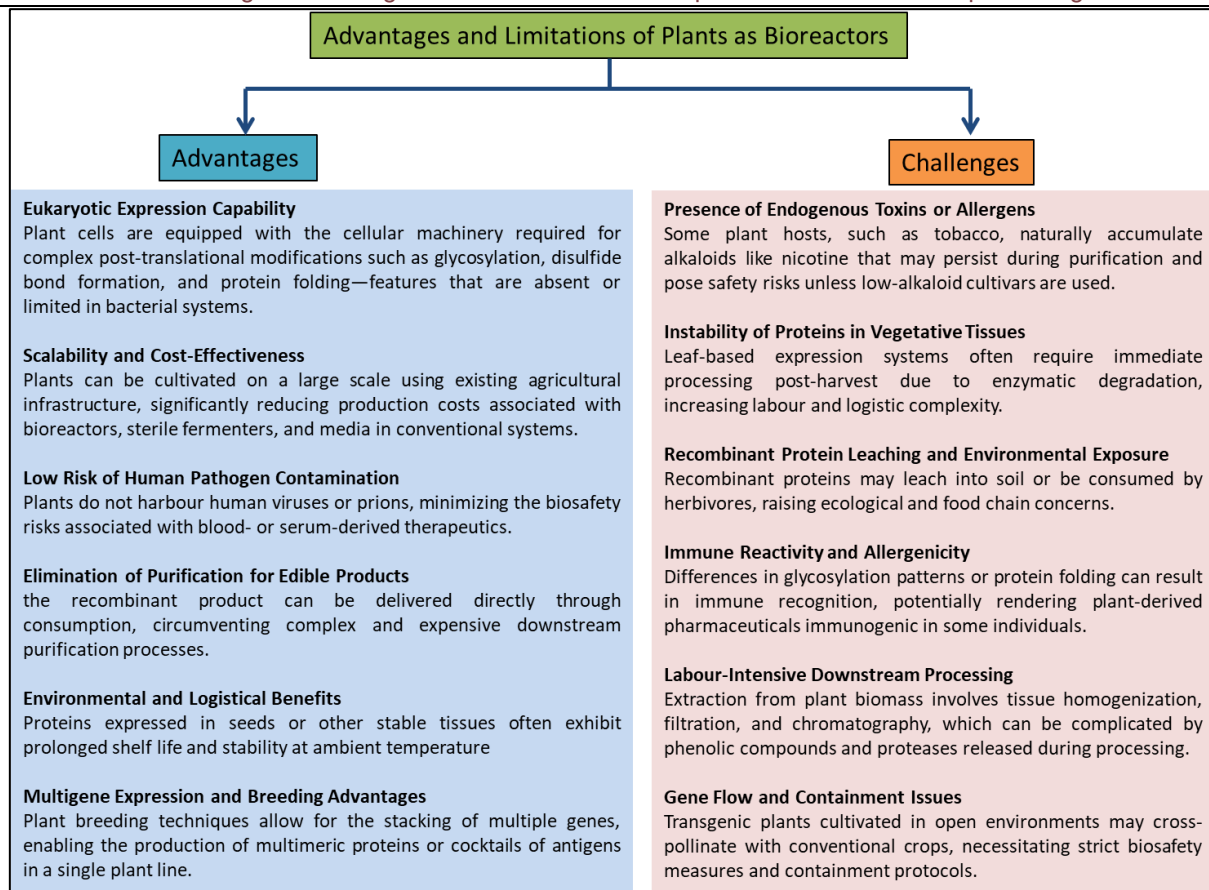 Advantages and Limitations of Plants as Bioreactors
Advantages
Challenges
Eukaryotic Expression Capability
Plant cells are equipped with the cellular machinery required for
complex post-translational modifications such as glycosylation, disulfide
bond formation, and protein folding—features that are absent or
limited in bacterial systems.
Scalability and Cost-Effectiveness
Plants can be cultivated on a large scale using existing agricultural
infrastructure, significantly reducing production costs associated with
bioreactors, sterile fermenters, and media in conventional systems.
Low Risk of Human Pathogen Contamination
Plants do not harbour human viruses or prions, minimizing the biosafety
risks associated with blood- or serum-derived therapeutics.
Elimination of Purification for Edible Products
the recombinant product can be delivered directly through
consumption, circumventing complex and expensive downstream
purification processes.
Environmental and Logistical Benefits
Proteins expressed in seeds or other stable tissues often exhibit
prolonged shelf life and stability at ambient temperature
Multigene Expression and Breeding Advantages
Plant breeding techniques allow for the stacking of multiple genes,
enabling the production of multimeric proteins or cocktails of antigens
in a single plant line.
Presence of Endogenous Toxins or Allergens
Some plant hosts, such as tobacco, naturally accumulate
alkaloids like nicotine that may persist during purification and
pose safety risks unless low-alkaloid cultivars are used.
Instability of Proteins in Vegetative Tissues
Leaf-based expression systems often require immediate
processing post-harvest due to enzymatic degradation,
increasing labour and logistic complexity.
Recombinant Protein Leaching and Environmental Exposure
Recombinant proteins may leach into soil or be consumed by
herbivores, raising ecological and food chain concerns.
Immune Reactivity and Allergenicity
Differences in glycosylation patterns or protein folding can result
in immune recognition, potentially rendering plant-derived
pharmaceuticals immunogenic in some individuals.
Labour-Intensive Downstream Processing
Extraction from plant biomass involves tissue homogenization,
filtration, and chromatography, which can be complicated by
phenolic compounds and proteases released during processing.
Gene Flow and Containment Issues
Transgenic plants cultivated in open environments may cross-
pollinate with conventional crops, necessitating strict biosafety
measures and containment protocols.